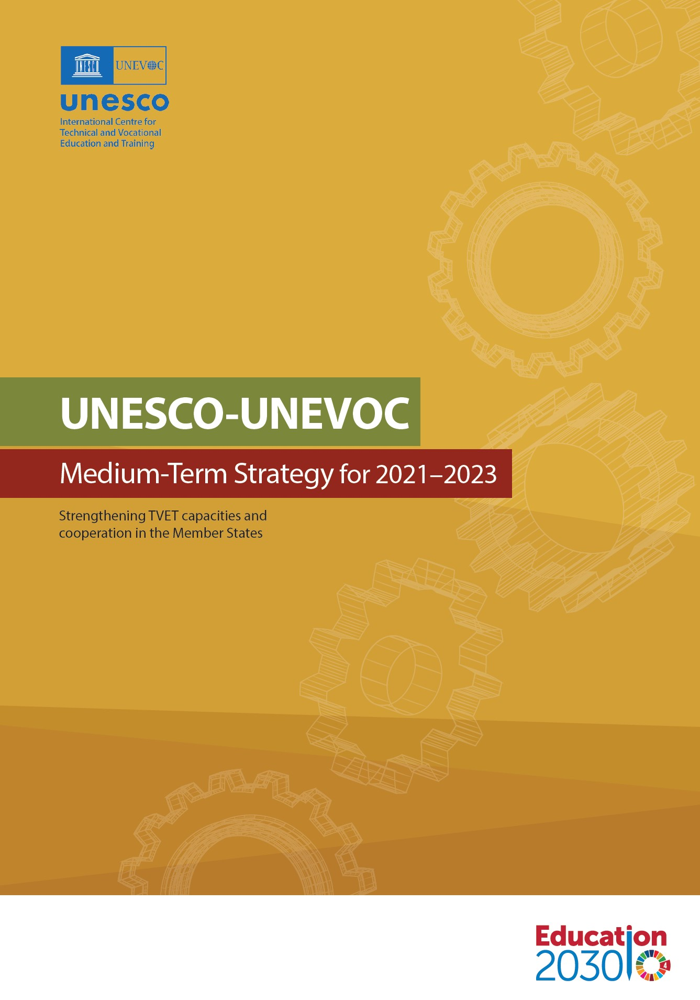 UNESCO
UNEVOC
unesco
International Centre for
Technical and Vocational
Education and Training
UNESCO-UNEVOC
Medium-Term Strategy for 2021–2023
Strengthening TVET capacities and
cooperation in the Member States
Education
2030
4